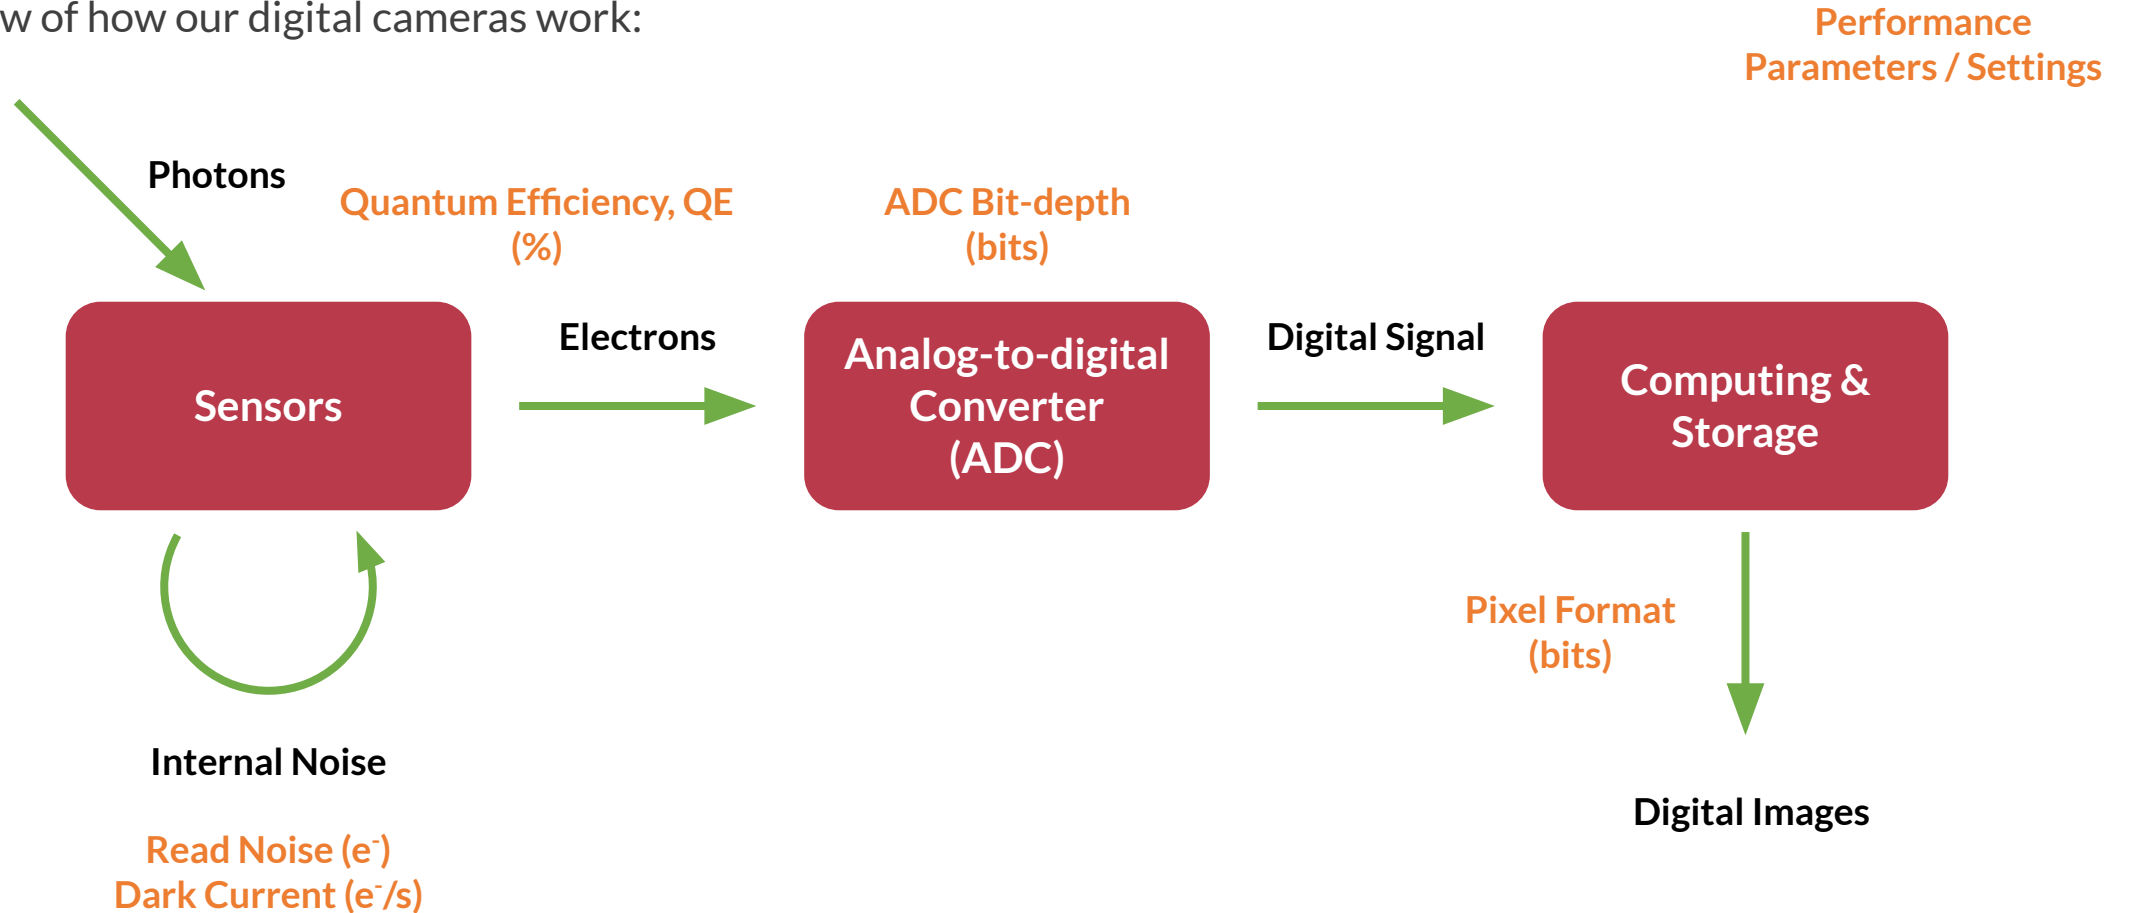 w of how our digital cameras work:
Performance
Parameters / Settings
Photons
Quantum Efficiency, QE
(%)
ADC Bit-depth
(bits)
Sensors
Electrons
Analog-to-digital
Converter
(ADC)
Digital Signal
Computing &
Storage
Pixel Format
(bits)
Internal Noise
Digital Images
Read Noise (e⁻)
Dark Current (e⁻/s)